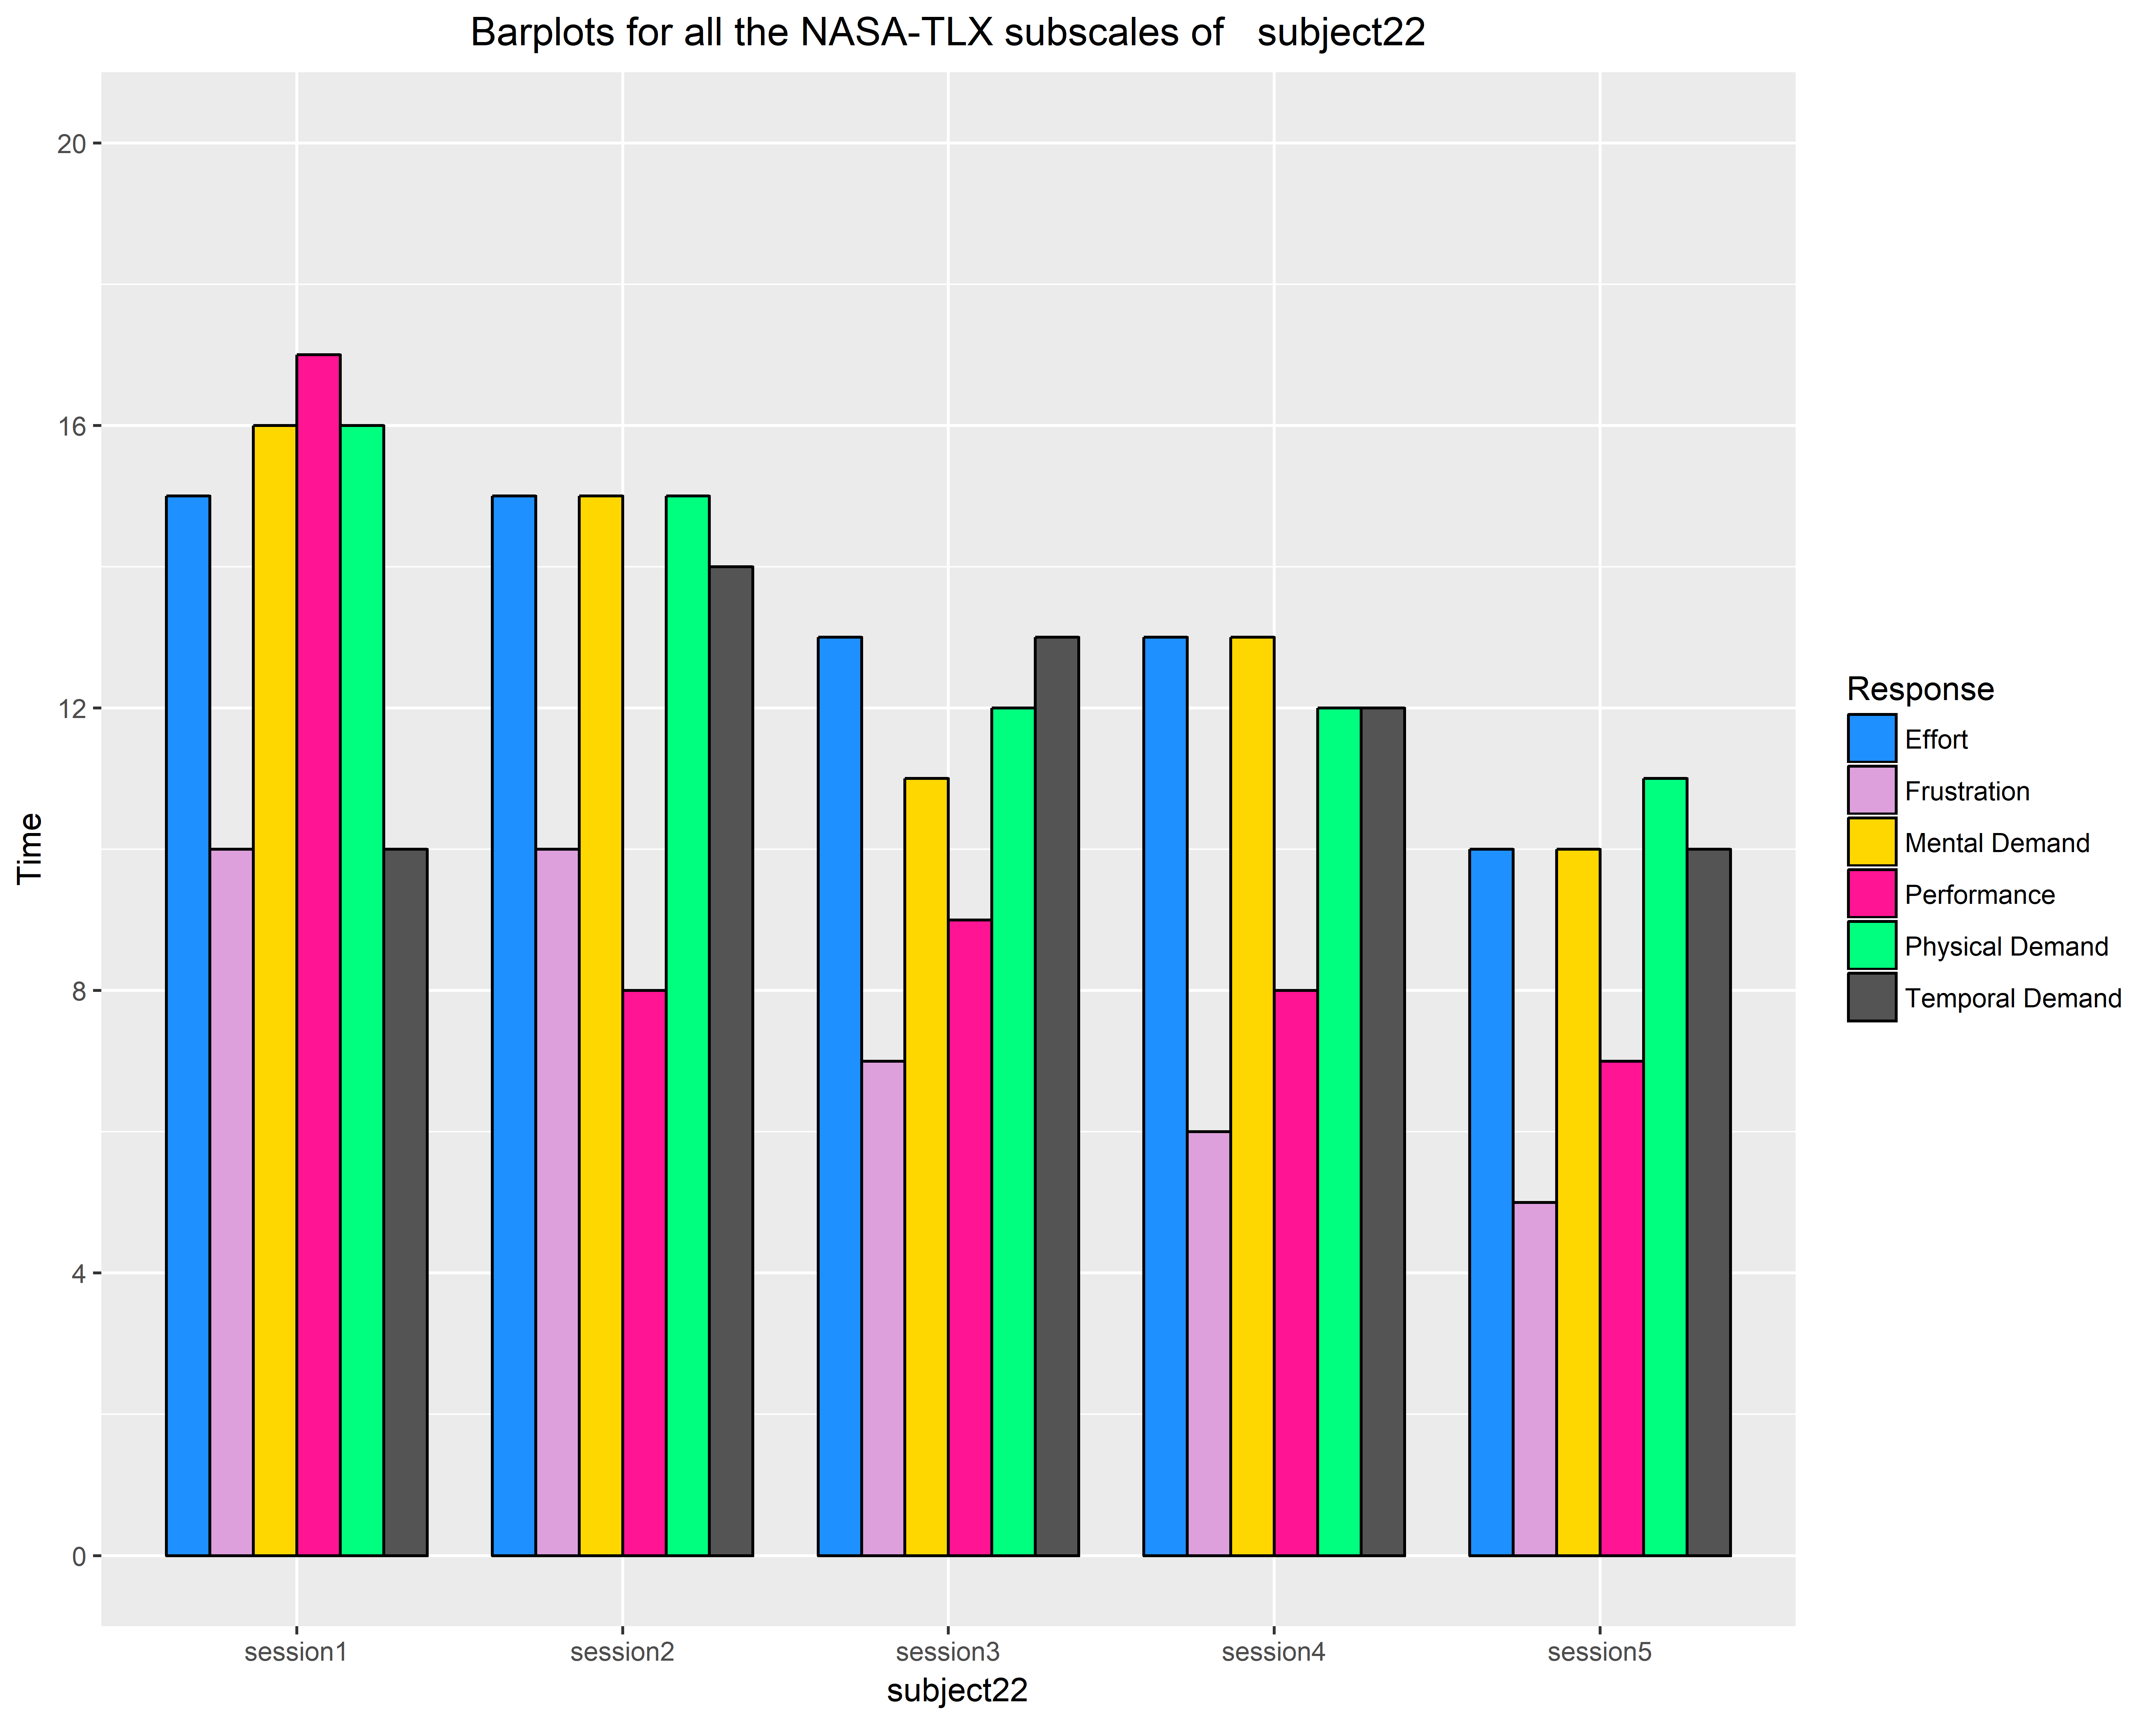 Barplots for all the NASA-TLX subscales of   subject22
20
16
12
8
4
0
Time
session1
session2
session3
session4
session5
subject22
Response
Effort
Frustration
Mental Demand
Performance
Physical Demand
Temporal Demand